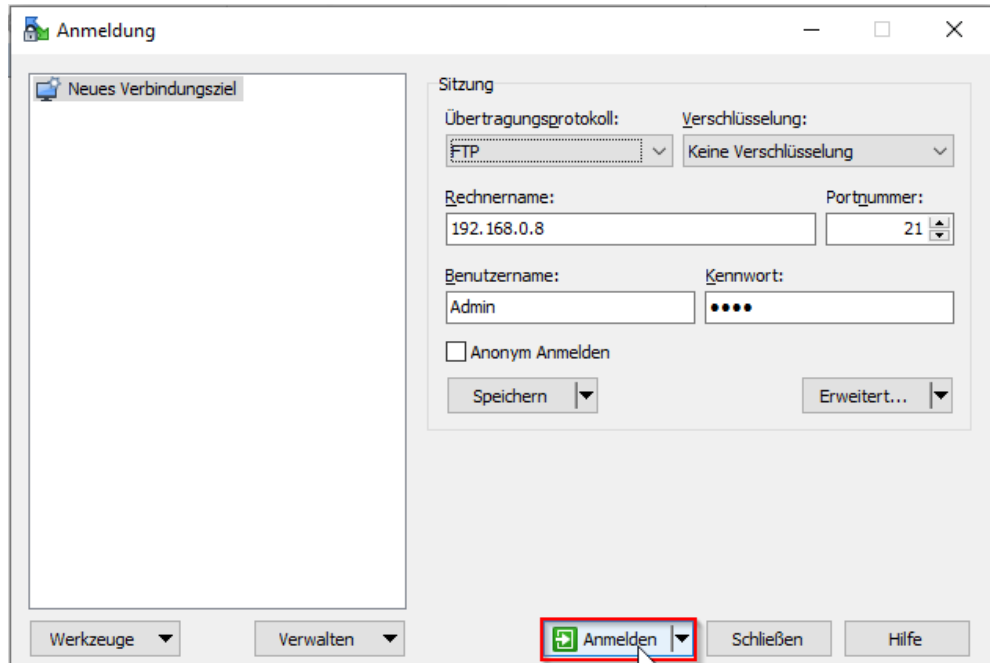 Anmeldung
Neues Verbindungsziel
Sitzung
Übertragungsprotokoll: Verschlüsselung:
FTP Keine Verschlüsselung
Rechnername: Portnummer:
192.168.0.8 21
Benutzername: Kennwort:
Admin ●●●●
Anonym Anmelden
Speichern Erweitert...
Werkzeuge Verwalten Anmelden Schließen Hilfe